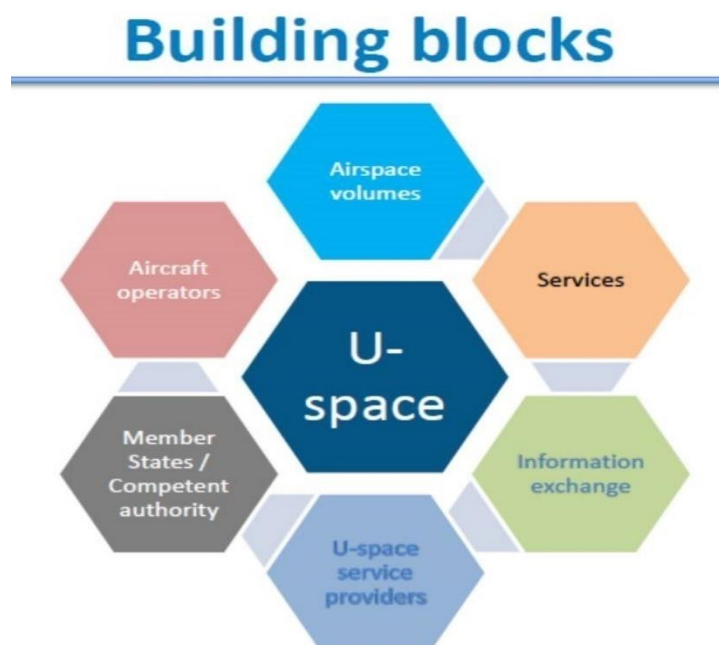 Building blocks
Airspace
volumes
Aircraft
operators
Services
U-
space
Member
States /
Competent
authority
Information
exchange
U-space
service
providers